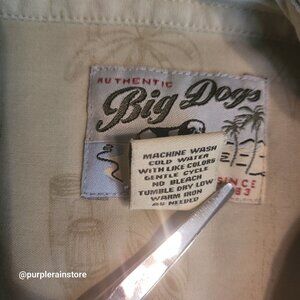 AUTHENTIC
Big Dogs
MACHINE WASH
COLD WATER
WITH LIKE COLORS
GENTLE CYCLE
NO BLEACH
TUMBLE DRY LOW
WARM IRON
AS NEEDED
SINCE
@purplerainstore